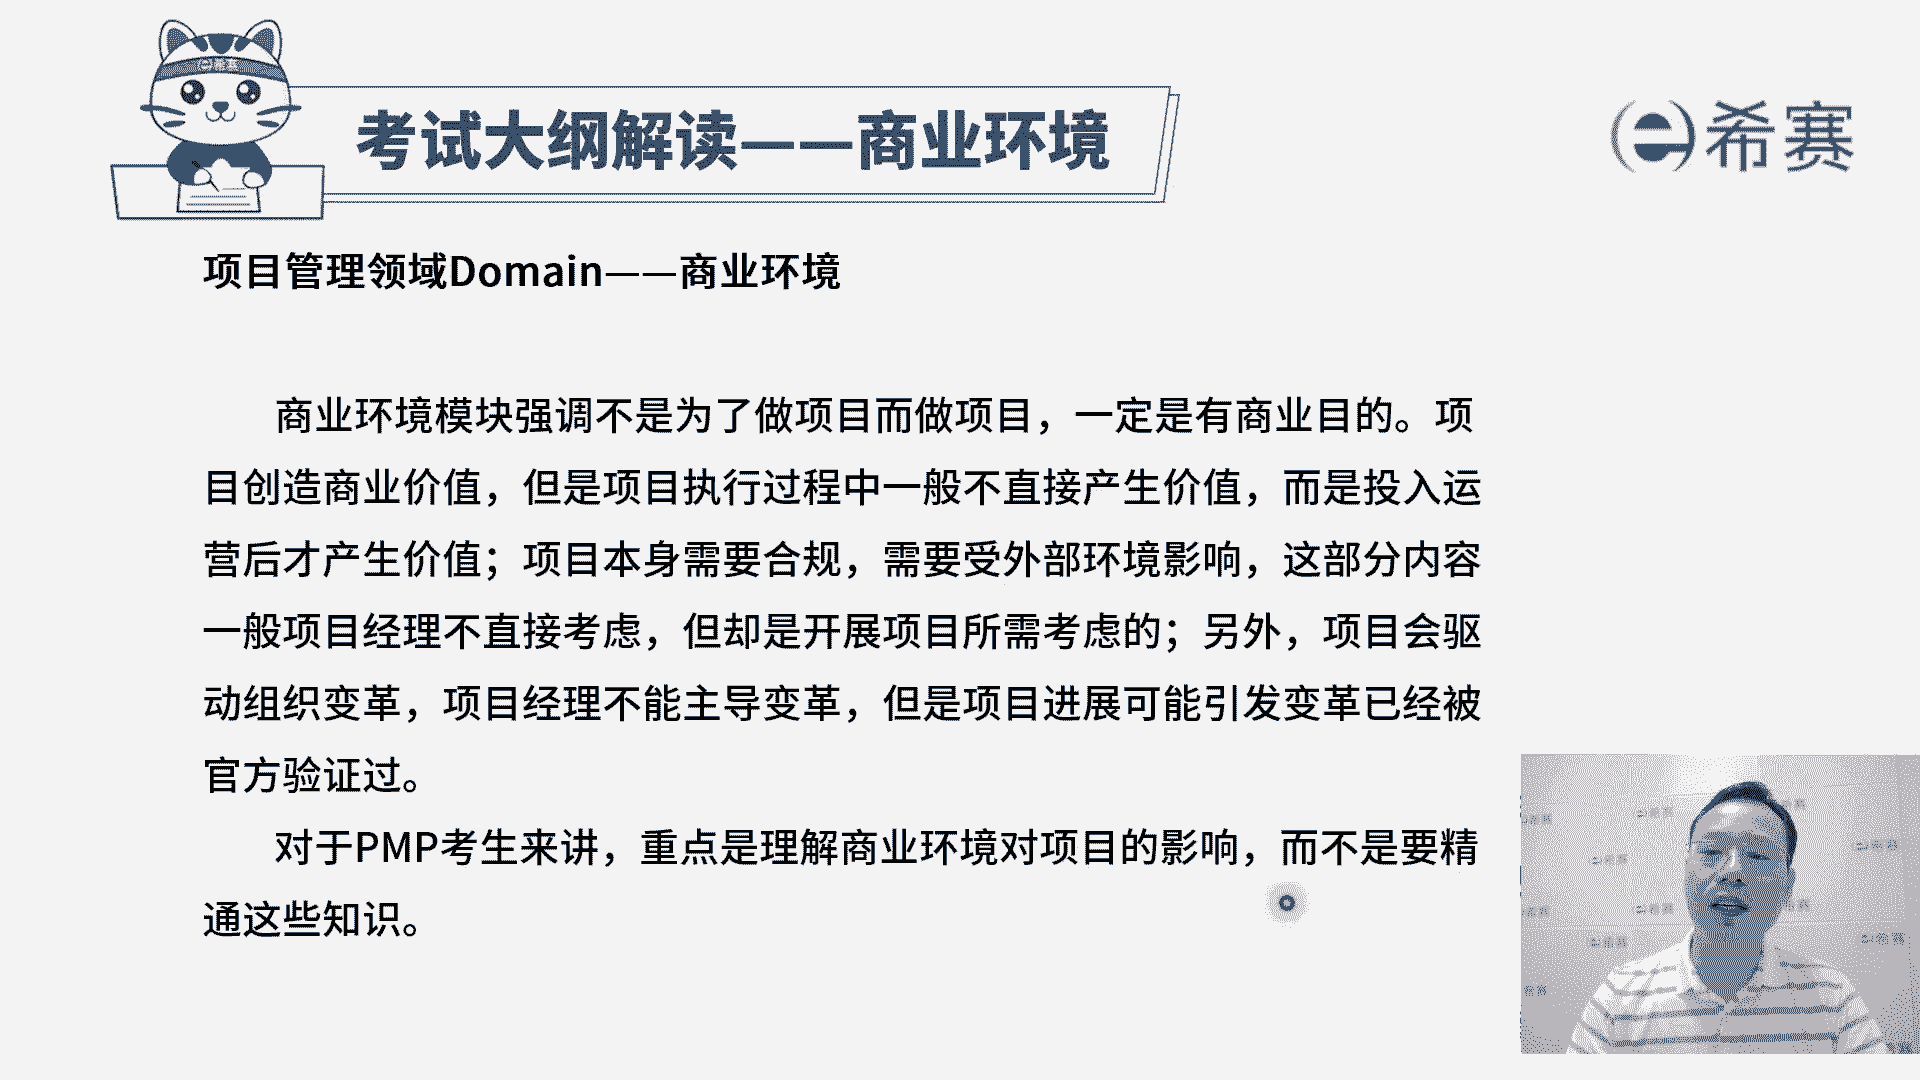 希赛
考试大纲解读——商业环境
希赛
项目管理领域Domain——商业环境
商业环境模块强调不是为了做项目而做项目，一定是有商业目的。项
目创造商业价值，但是项目执行过程中一般不直接产生价值，而是投入运
营后才产生价值；项目本身需要合规，需要受外部环境影响，这部分内容
一般项目经理不直接考虑，但却是开展项目所需考虑的；另外，项目会驱
动组织变革，项目经理不能主导变革，但是项目进展可能引发变革已经被
官方验证过。
对于PMP考生来讲，重点是理解商业环境对项目的影响，而不是要精
通这些知识。